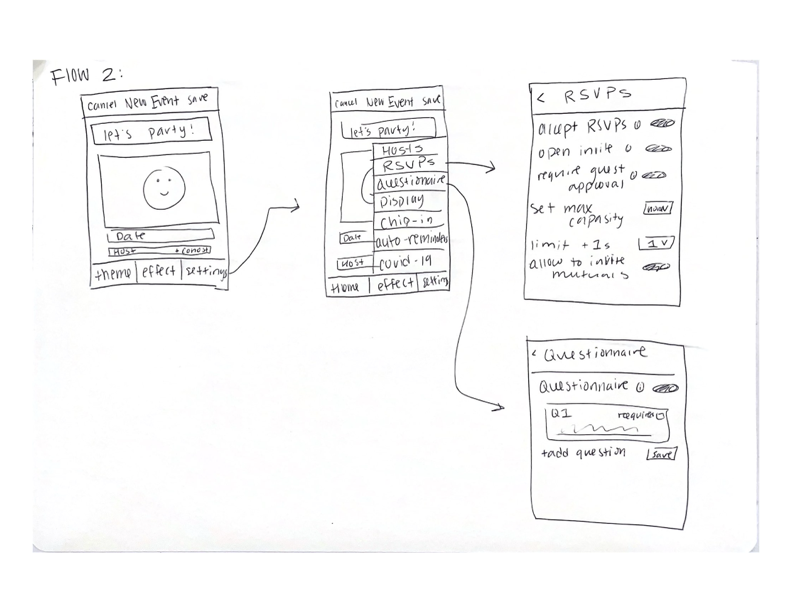 Flow 2:
Cancel New Event Save
let's party!
Date
Host + cohost
theme effect settings
Cancel New Event Save
let's party!
Hosts
RSVPs
Questionnaire
Display
chip-in
Date
auto-reminders
Host
covid-19
theme effect settings
< RSVPs
accept RSVPs
open invite
require guest
approval
set max
capasity
limit +1s 1 v
allow to invite
mutuals
< Questionnaire
Questionnaire
Q1 required
+add question save